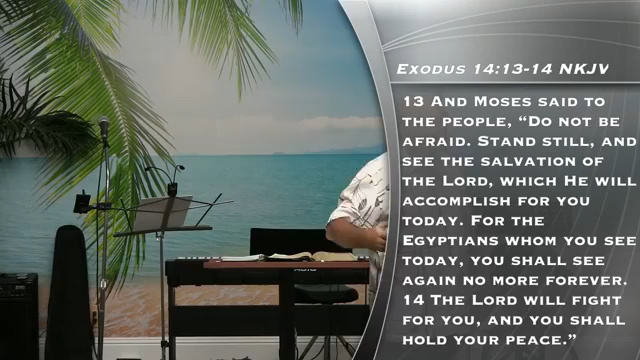 Exodus 14:13-14 NKJV
13 And Moses said to
the people, “Do not be
afraid. Stand still, and
see the salvation of
the Lord, which He will
accomplish for you
today. For the
Egyptians whom you see
today, you shall see
again no more forever.
14 The Lord will fight
for you, and you shall
hold your peace.”